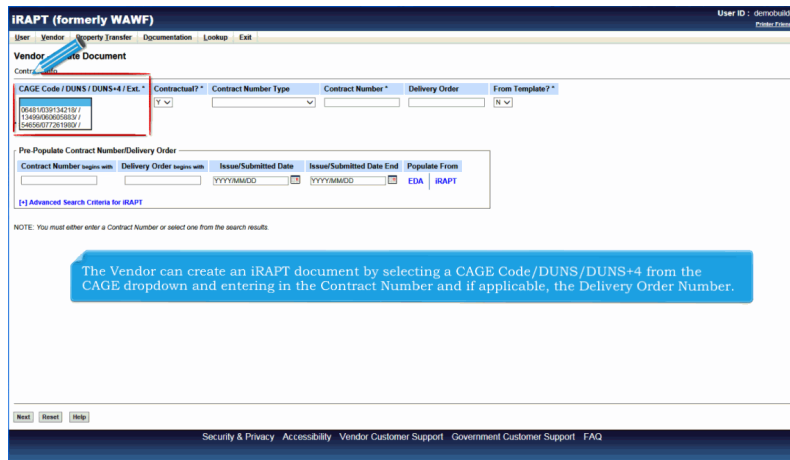 iRAPT (formerly WAWF)
User ID : demobuild
Printer Frien
User Vendor Property Transfer Documentation Lookup Exit
Vendor ate Document
CAGE Code / DUNS / DUNS+4 / Ext. * Contractual? * Contract Number Type Contract Number * Delivery Order From Template? *
Y N
06481/039134218/ /
13499/060605883/ /
54656/077261980/ /
Pre-Populate Contract Number/Delivery Order
Contract Number begins with Delivery Order begins with Issue/Submitted Date Issue/Submitted Date End Populate From
YYYY/MM/DD YYYY/MM/DD EDA iRAPT
[+] Advanced Search Criteria for iRAPT
NOTE: You must either enter a Contract Number or select one from the search results.
The Vendor can create an iRAPT document by selecting a CAGE Code/DUNS/DUNS+4 from the
CAGE dropdown and entering in the Contract Number and if applicable, the Delivery Order Number.
Next Reset Help
Security & Privacy Accessibility Vendor Customer Support Government Customer Support FAQ